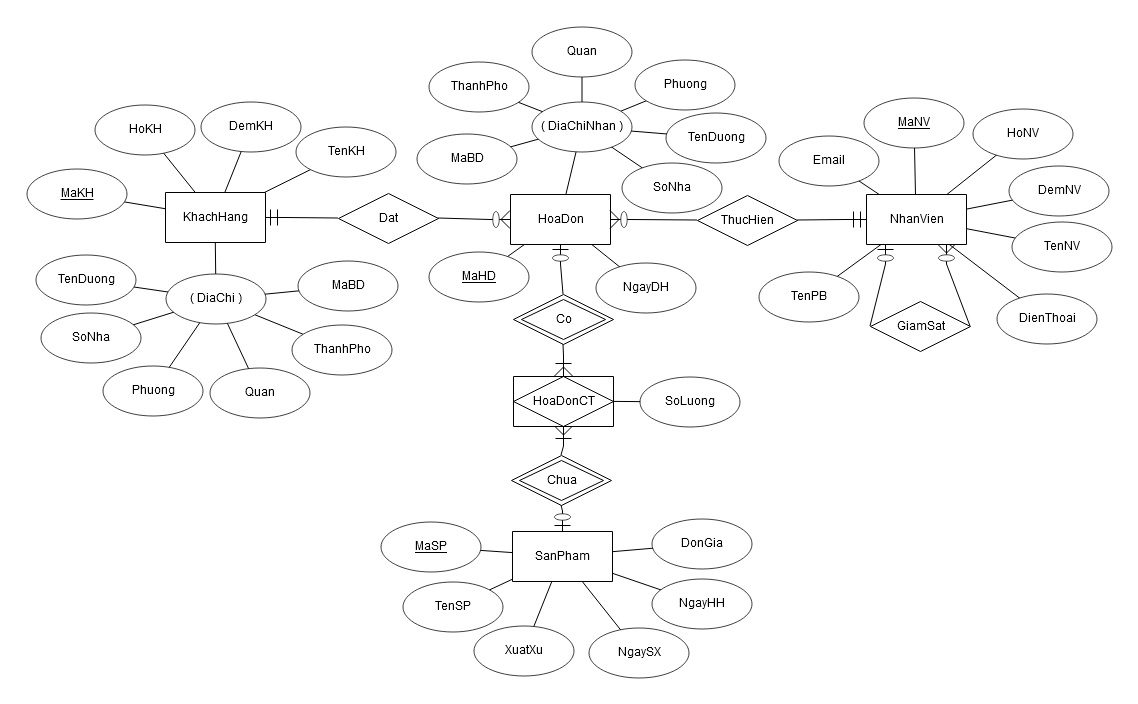 Quan
ThanhPho
Phuong
( DiaChiNhan )
TenDuong
MaBD
SoNha
HoKH
DemKH
TenKH
MaKH
KhachHang
Dat
HoaDon
ThucHien
NhanVien
MaNV
HoNV
Email
DemNV
TenNV
TenPB
DienThoai
GiamSat
MaHD
NgayDH
TenDuong
( DiaChi )
MaBD
SoNha
ThanhPho
Phuong
Quan
Co
HoaDonCT
SoLuong
Chua
MaSP
SanPham
DonGia
TenSP
NgayHH
XuatXu
NgaySX